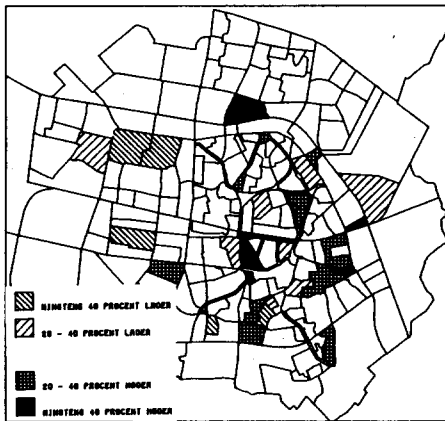 MINSTENS 40 PROCENT LAGER
20 - 40 PROCENT LAGER
20 - 40 PROCENT HOGER
MINSTENS 40 PROCENT HOGER